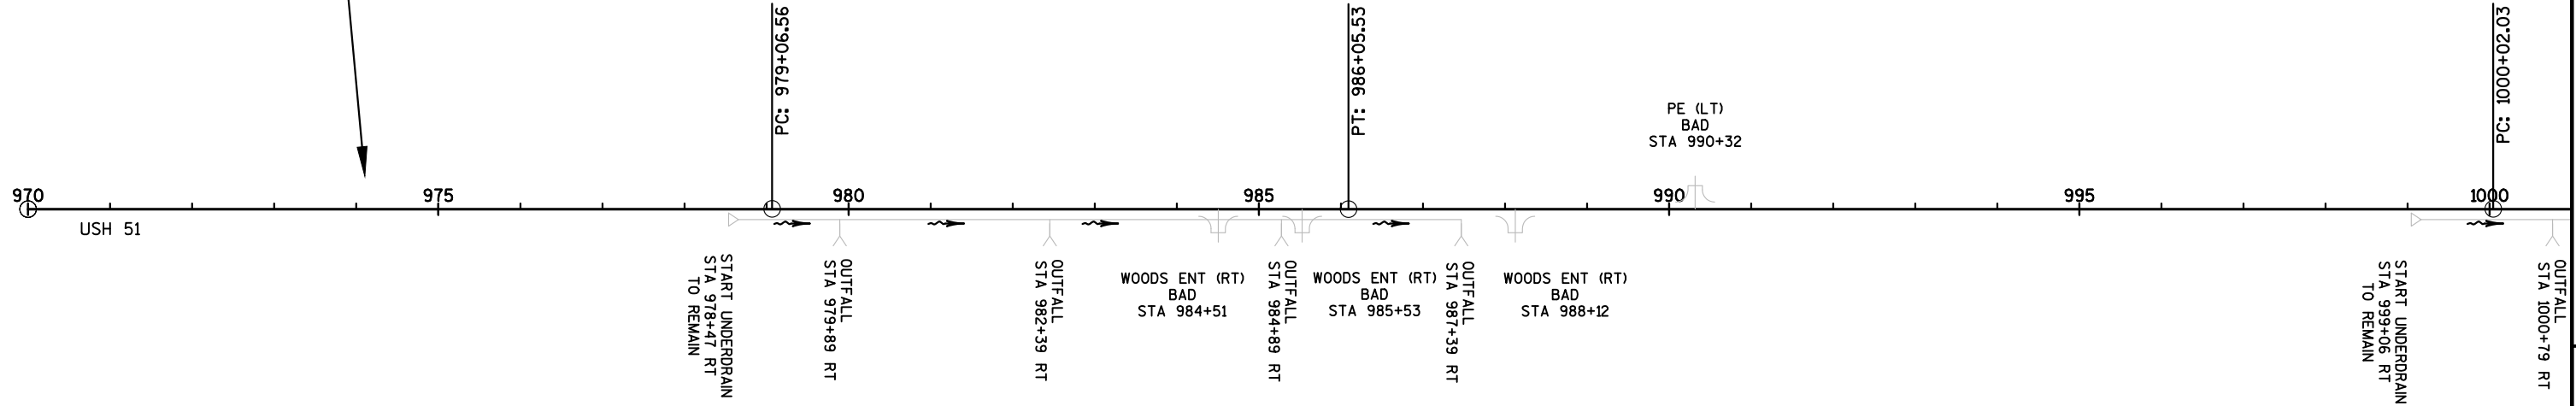 PC: 979+06.56
PT: 986+05.53
PC: 1000+02.03
PE (LT)
BAD
STA 990+32
970
975
980
985
990
995
1000
USH 51
START UNDERDRAIN
STA 978+47 RT
TO REMAIN
OUTFALL
STA 979+89 RT
OUTFALL
STA 982+39 RT
WOODS ENT (RT)
BAD
STA 984+51
OUTFALL
STA 984+89 RT
WOODS ENT (RT)
BAD
STA 985+53
OUTFALL
STA 987+39 RT
WOODS ENT (RT)
BAD
STA 988+12
START UNDERDRAIN
STA 999+06 RT
TO REMAIN
OUTFALL
STA 1000+79 RT